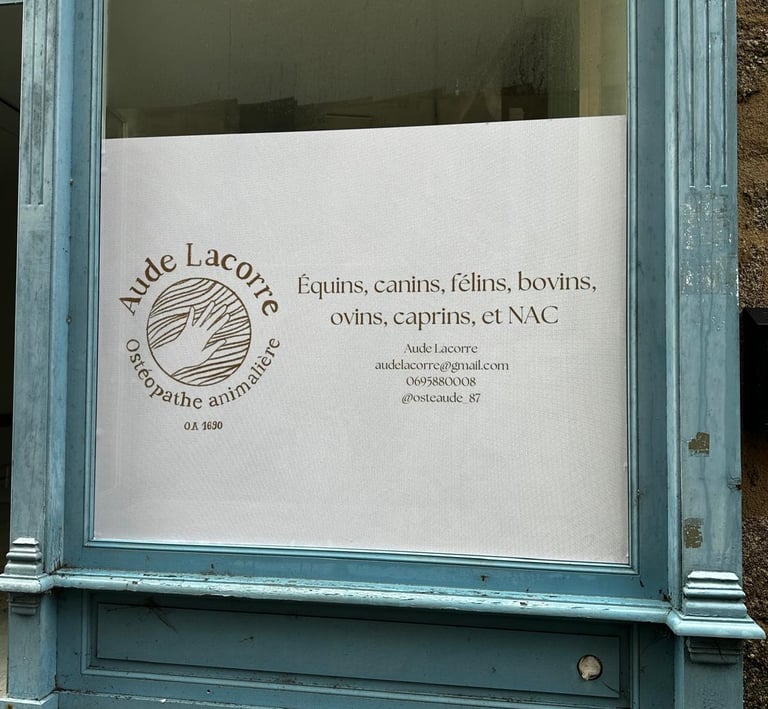 Aude Lacorre
Ostéopathe animalière
OA 1690
Équins, canins, félins, bovins,
ovins, caprins, et NAC
Aude Lacorre
audelacorre@gmail.com
0695880008
@osteaude_87